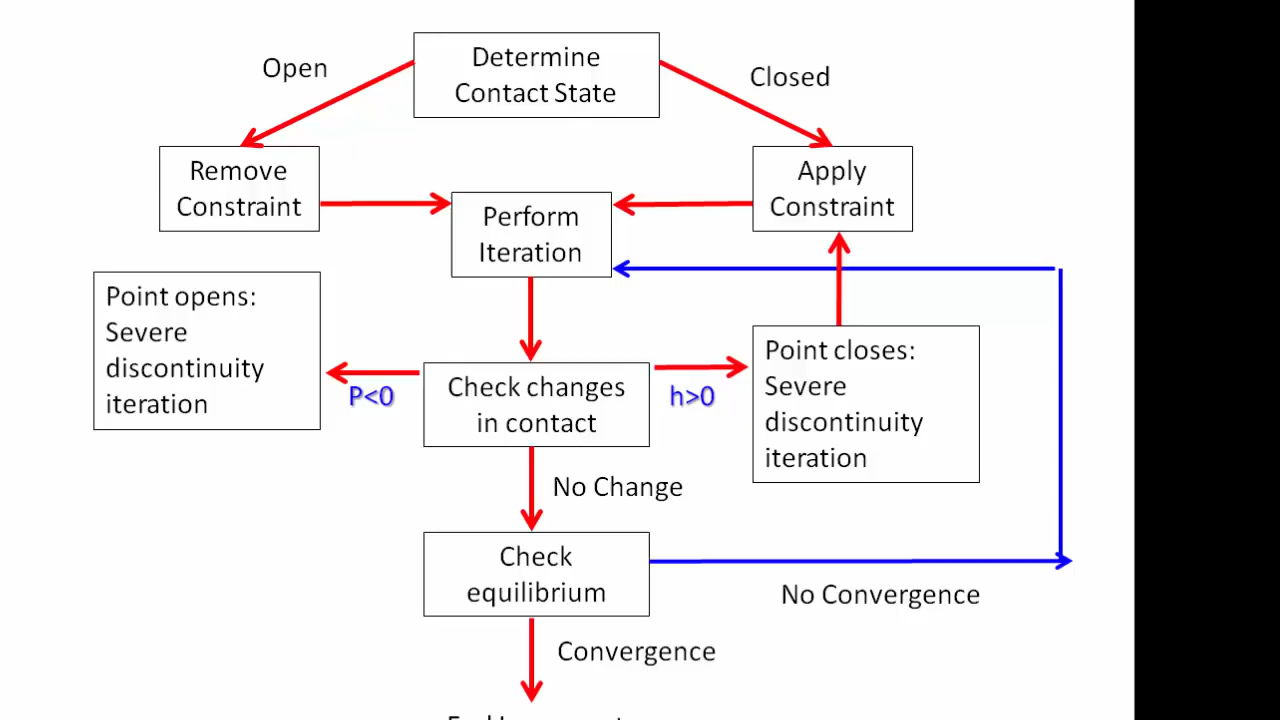 Determine
Contact State
Open
Closed
Remove
Constraint
Apply
Constraint
Perform
Iteration
Point opens:
Severe
discontinuity
iteration
P<0
Check changes
in contact
h>0
Point closes:
Severe
discontinuity
iteration
No Change
Check
equilibrium
No Convergence
Convergence